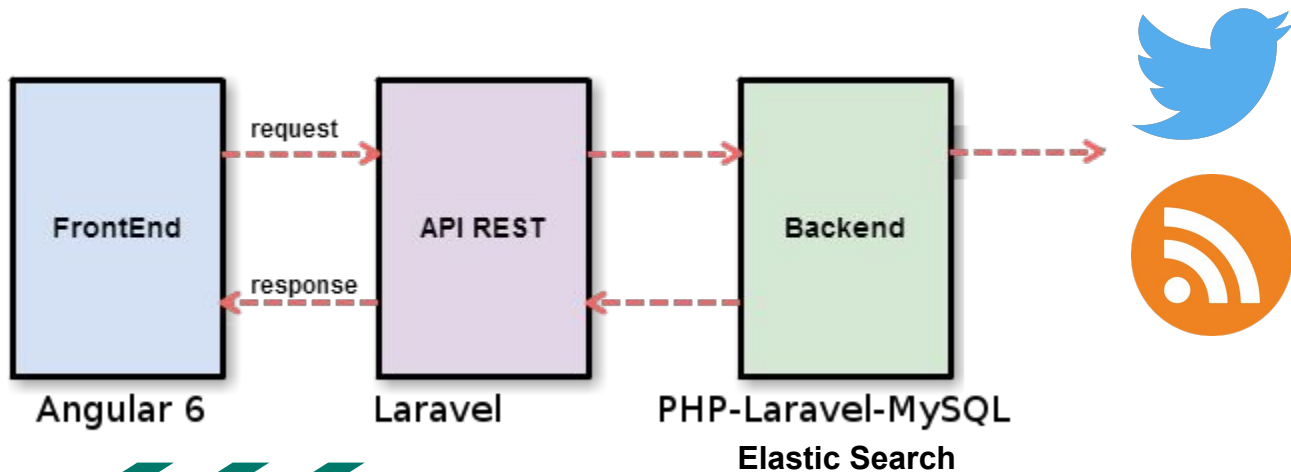 request
FrontEnd
API REST
Backend
response
Angular 6
Laravel
PHP-Laravel-MySQL
Elastic Search